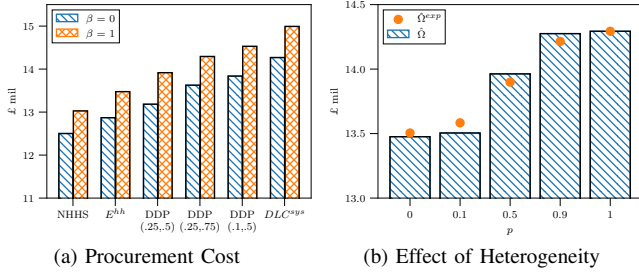 β = 0
β = 1
£ mil
15
14
13
12
11
NHHS
E^{hh}
DDP
(.25,.5)
DDP
(.25,.75)
DDP
(.1,.5)
DLC^{sys}
(a) Procurement Cost
Ω̂^{exp}
Ω̂
£ mil
14.5
14.0
13.5
13.0
0
0.1
0.5
0.9
1
p
(b) Effect of Heterogeneity